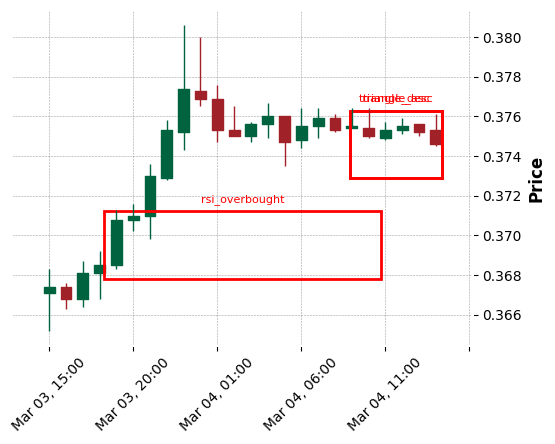 0.380
0.378
0.376
0.374
0.372
0.370
0.368
0.366
Price
rsi_overbought
Mar 03, 15:00
Mar 03, 20:00
Mar 04, 01:00
Mar 04, 06:00
Mar 04, 11:00